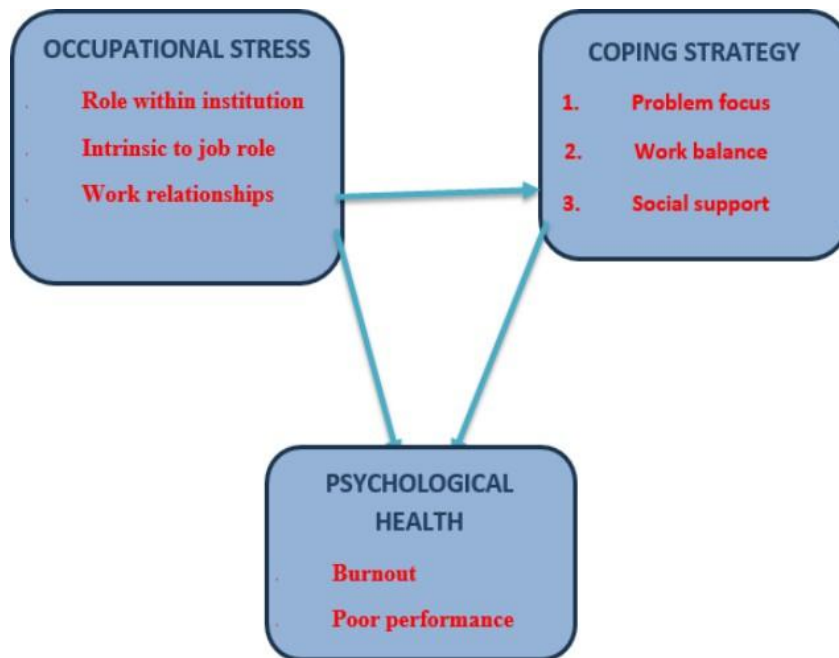 OCCUPATIONAL STRESS
Role within institution
Intrinsic to job role
Work relationships
COPING STRATEGY
1. Problem focus
2. Work balance
3. Social support
PSYCHOLOGICAL
HEALTH
Burnout
Poor performance